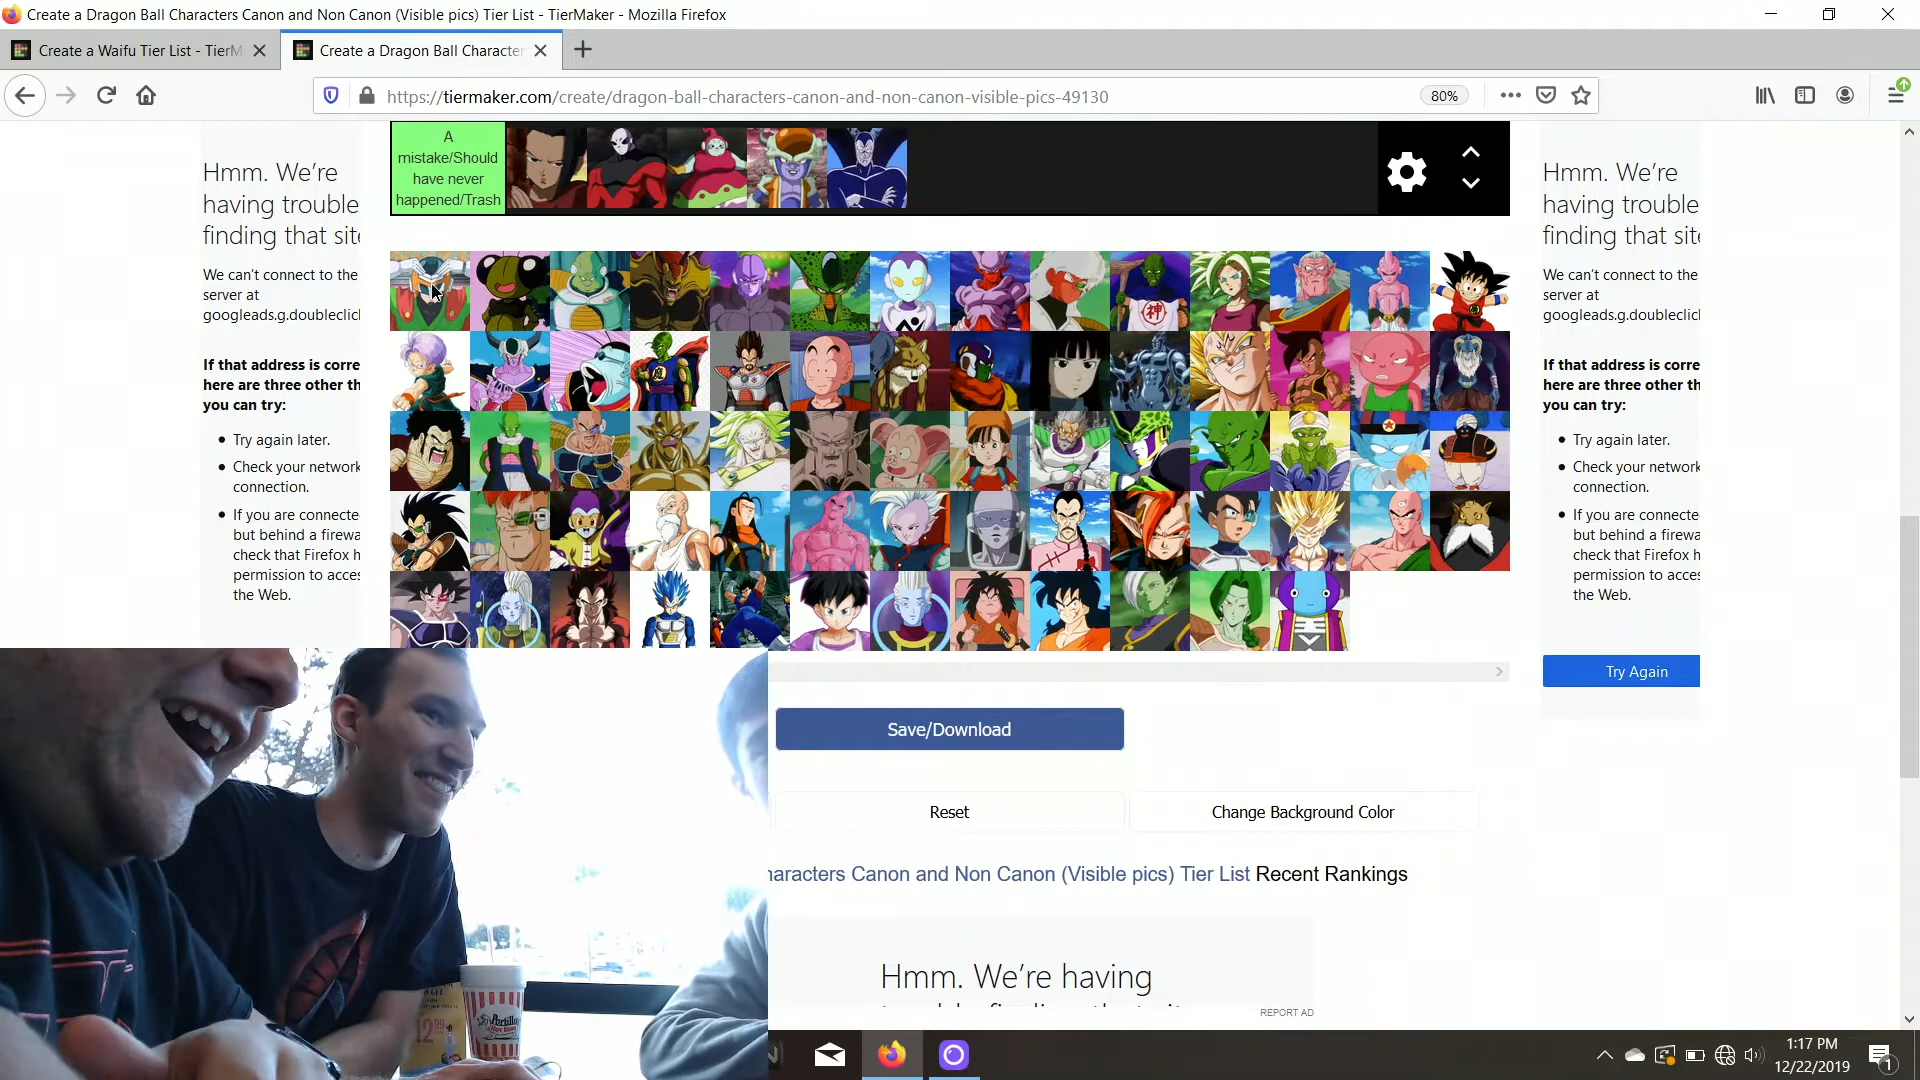 Create a Dragon Ball Characters Canon and Non Canon (Visible pics) Tier List - TierMaker - Mozilla Firefox
Create a Waifu Tier List - TierM
Create a Dragon Ball Character
https://tiermaker.com/create/dragon-ball-characters-canon-and-non-canon-visible-pics-49130
80%
A
mistake/Should
have never
happened/Trash
Hmm. We're
having trouble
finding that site
We can't connect to the
server at
googleads.g.doubleclic
If that address is corre
here are three other th
you can try:
Try again later.
Check your network
connection.
If you are connecte
but behind a firewa
check that Firefox h
permission to acces
the Web.
Hmm. We're
having trouble
finding that site
We can't connect to the
server at
googleads.g.doubleclic
If that address is corre
here are three other th
you can try:
Try again later.
Check your network
connection.
If you are connecte
but behind a firewa
check that Firefox
permission to acces
the Web.
Try Again
Save/Download
Reset
Change Background Color
haracters Canon and Non Canon (Visible pics) Tier List Recent Rankings
Hmm. We're having
REPORT AD
Portillo's
Hot Dogs
1:17 PM
12/22/2019
1